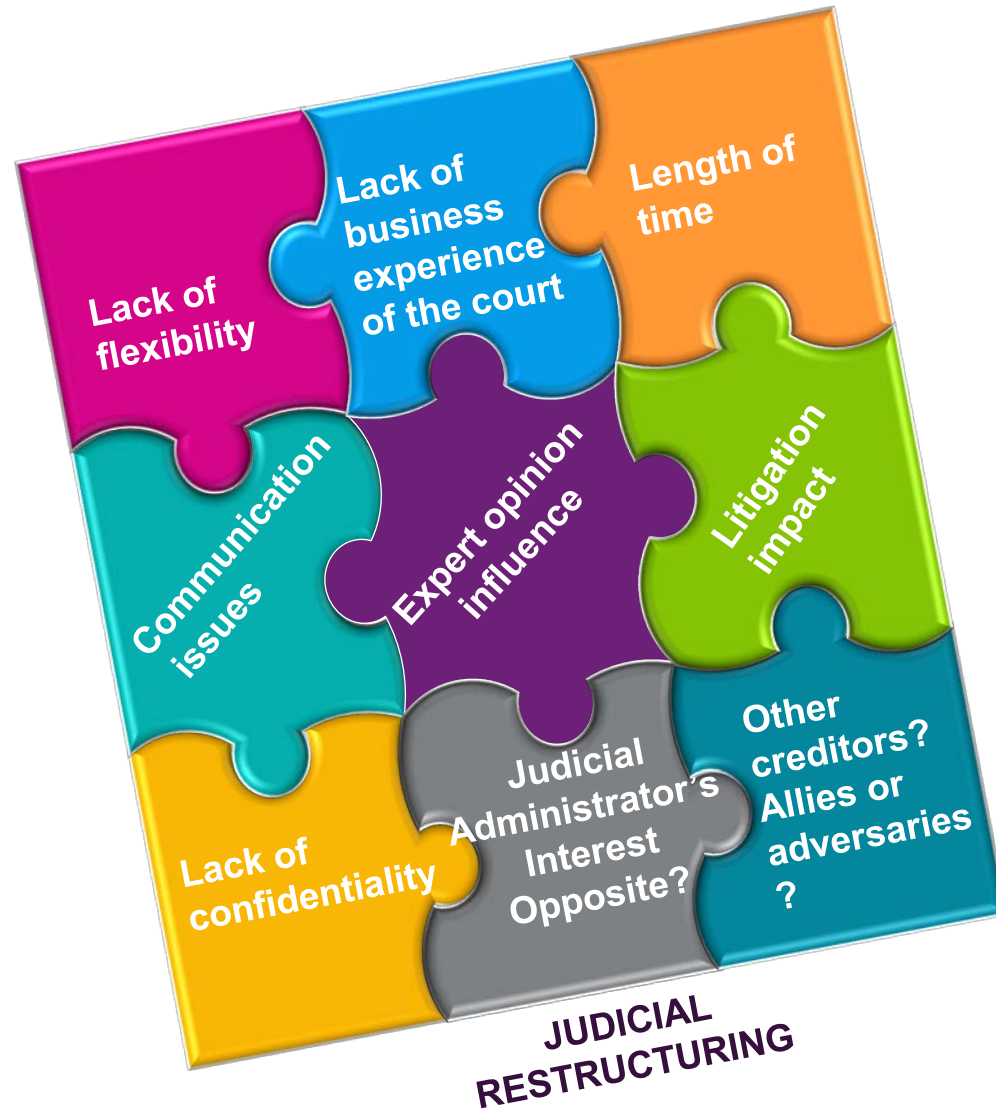 Lack of
flexibility
Lack of
business
experience
of the court
Length of
time
Communication
issues
Expert opinion
influence
Litigation
impact
Lack of
confidentiality
Judicial
Administrator’s
Interest
Opposite?
Other
creditors?
Allies or
adversaries
?
JUDICIAL
RESTRUCTURING